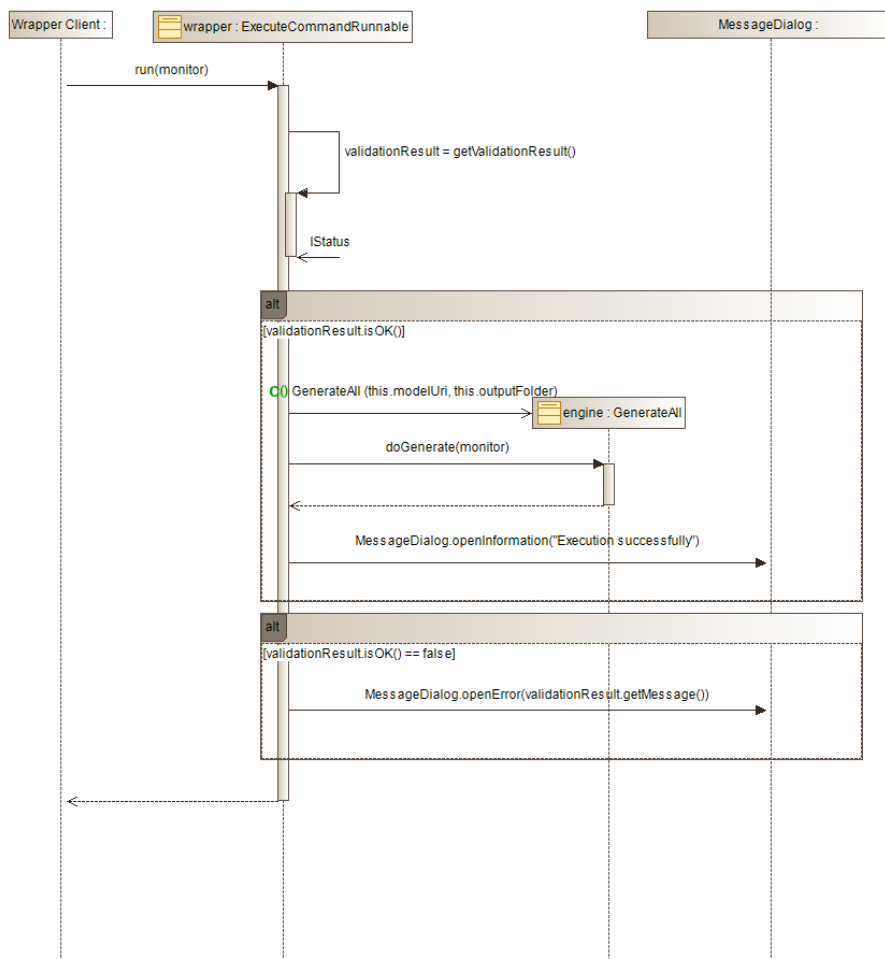 Wrapper Client :
wrapper : ExecuteCommandRunnable
MessageDialog :
run(monitor)
validationResult = getValidationResult()
IStatus
alt
[validationResult.isOK()]
C() GenerateAll (this.modelUri, this.outputFolder)
engine : GenerateAll
doGenerate(monitor)
MessageDialog.openInformation("Execution successfully")
alt
[validationResult.isOK() == false]
MessageDialog.openError(validationResult.getMessage())